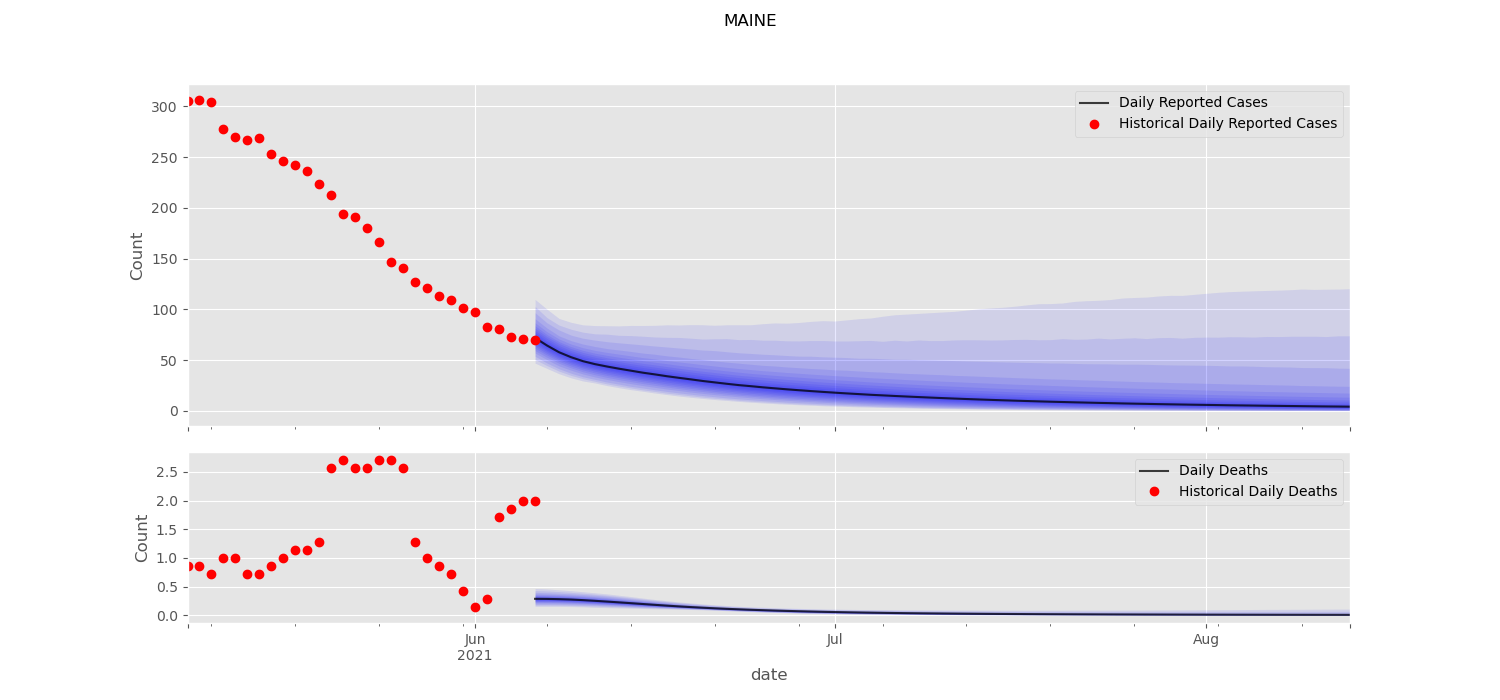 MAINE
300
250
200
150
100
50
0
Count
Daily Reported Cases
Historical Daily Reported Cases
2.5
2.0
1.5
1.0
0.5
0.0
Count
Daily Deaths
Historical Daily Deaths
Jun
2021
Jul
Aug
date